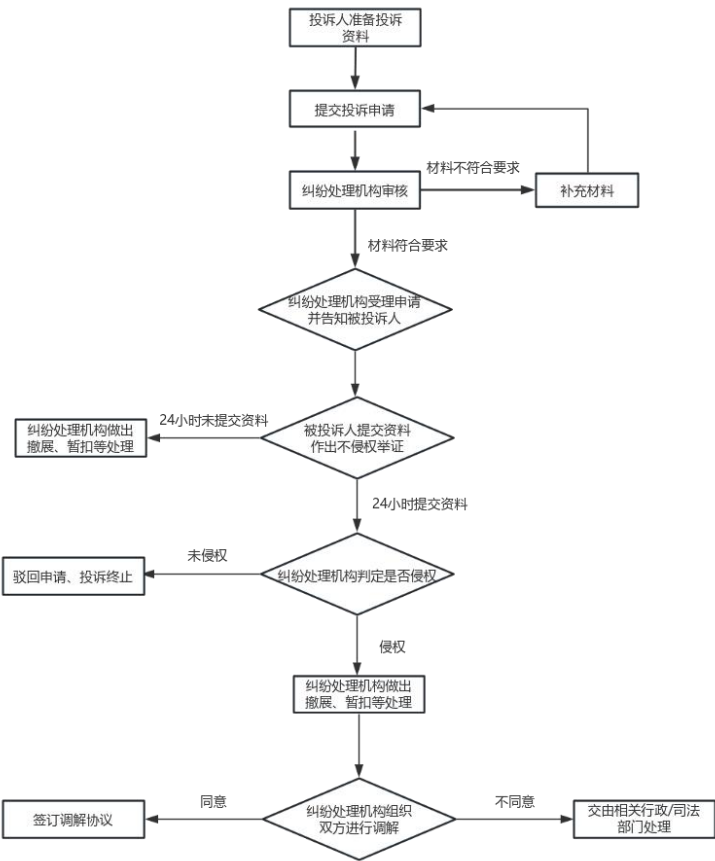 投诉人准备投诉
资料
提交投诉申请
纠纷处理机构审核
材料不符合要求
补充材料
材料符合要求
纠纷处理机构受理申请
并告知被投诉人
24小时未提交资料
纠纷处理机构做出
撤展、暂扣等处理
被投诉人提交资料
作出不侵权举证
24小时提交资料
未侵权
驳回申请、投诉终止
纠纷处理机构判定是否侵权
侵权
纠纷处理机构做出
撤展、暂扣等处理
同意
签订调解协议
纠纷处理机构组织
双方进行调解
不同意
交由相关行政/司法
部门处理